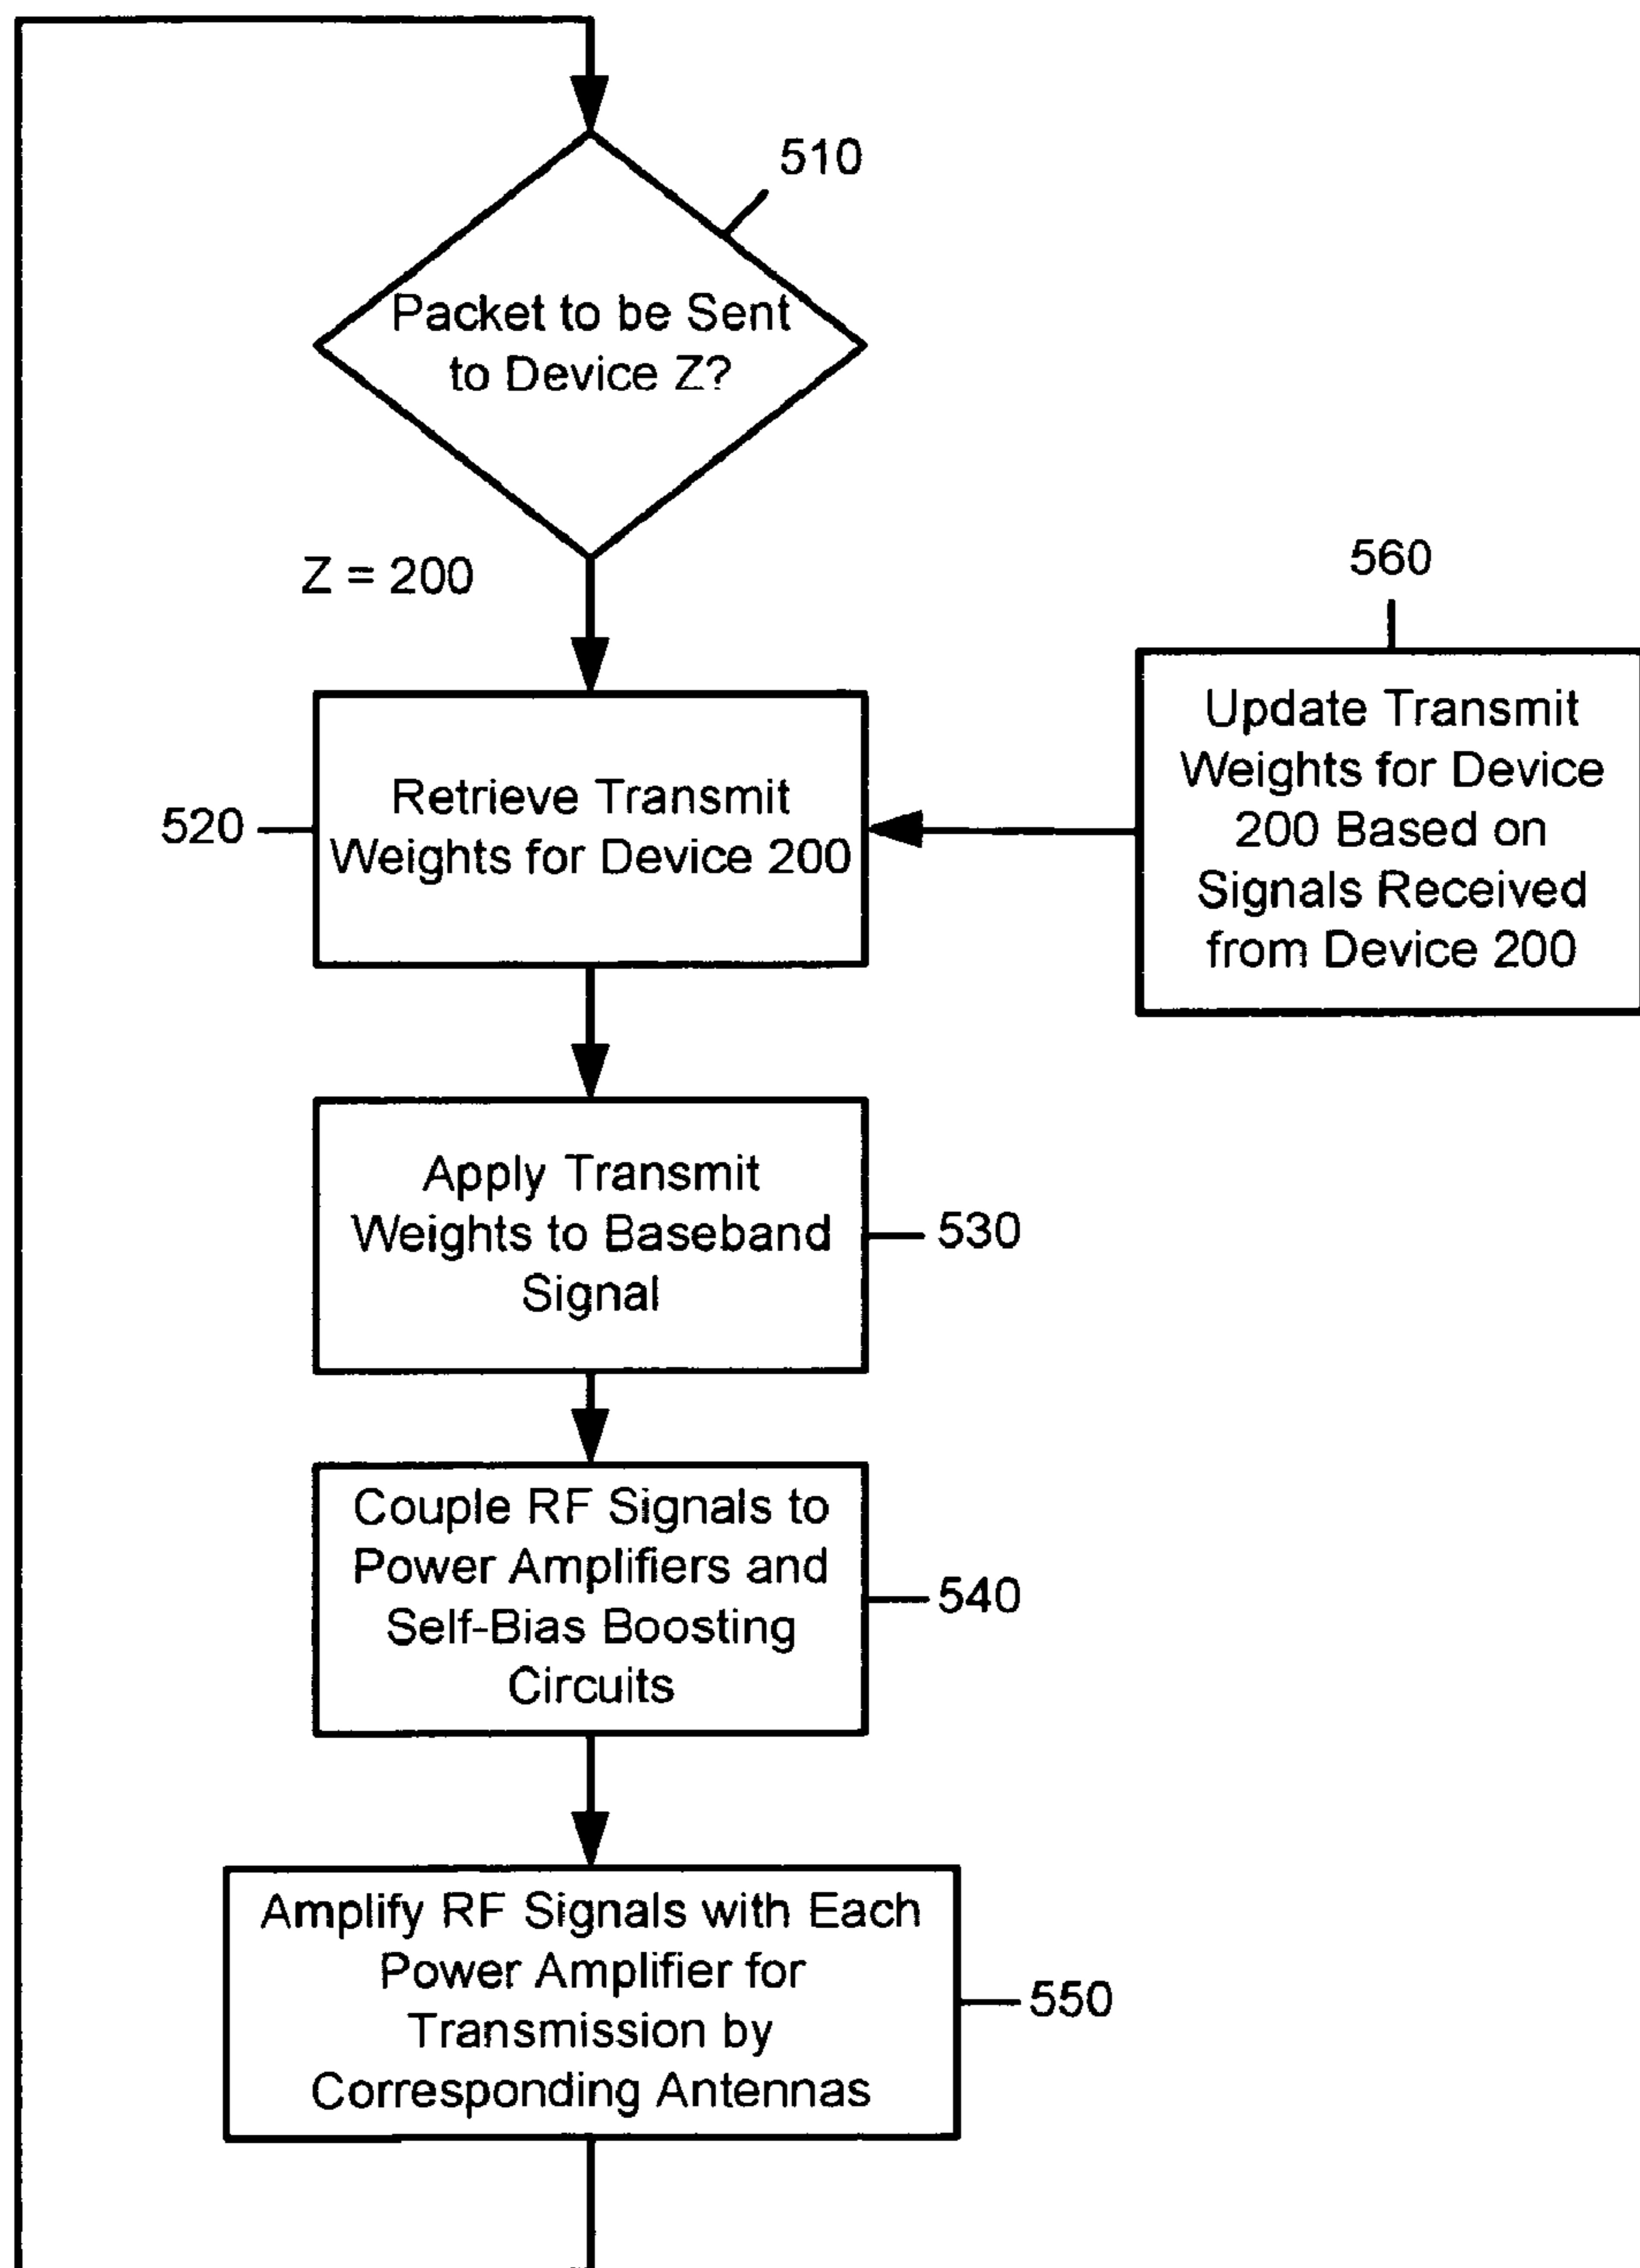 510
Packet to be Sent
to Device Z?
Z = 200
560
Update Transmit
Weights for Device
200 Based on
Signals Received
from Device 200
520
Retrieve Transmit
Weights for Device 200
Apply Transmit
Weights to Baseband
Signal
530
Couple RF Signals to
Power Amplifiers and
Self-Bias Boosting
Circuits
540
Amplify RF Signals with Each
Power Amplifier for
Transmission by
Corresponding Antennas
550